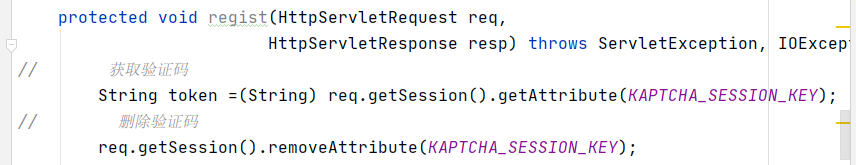 protected void regist(HttpServletRequest req,
HttpServletResponse resp) throws ServletException, IOExcep
// 获取验证码
String token =(String) req.getSession().getAttribute(KAPTCHA_SESSION_KEY);
// 删除验证码
req.getSession().removeAttribute(KAPTCHA_SESSION_KEY);